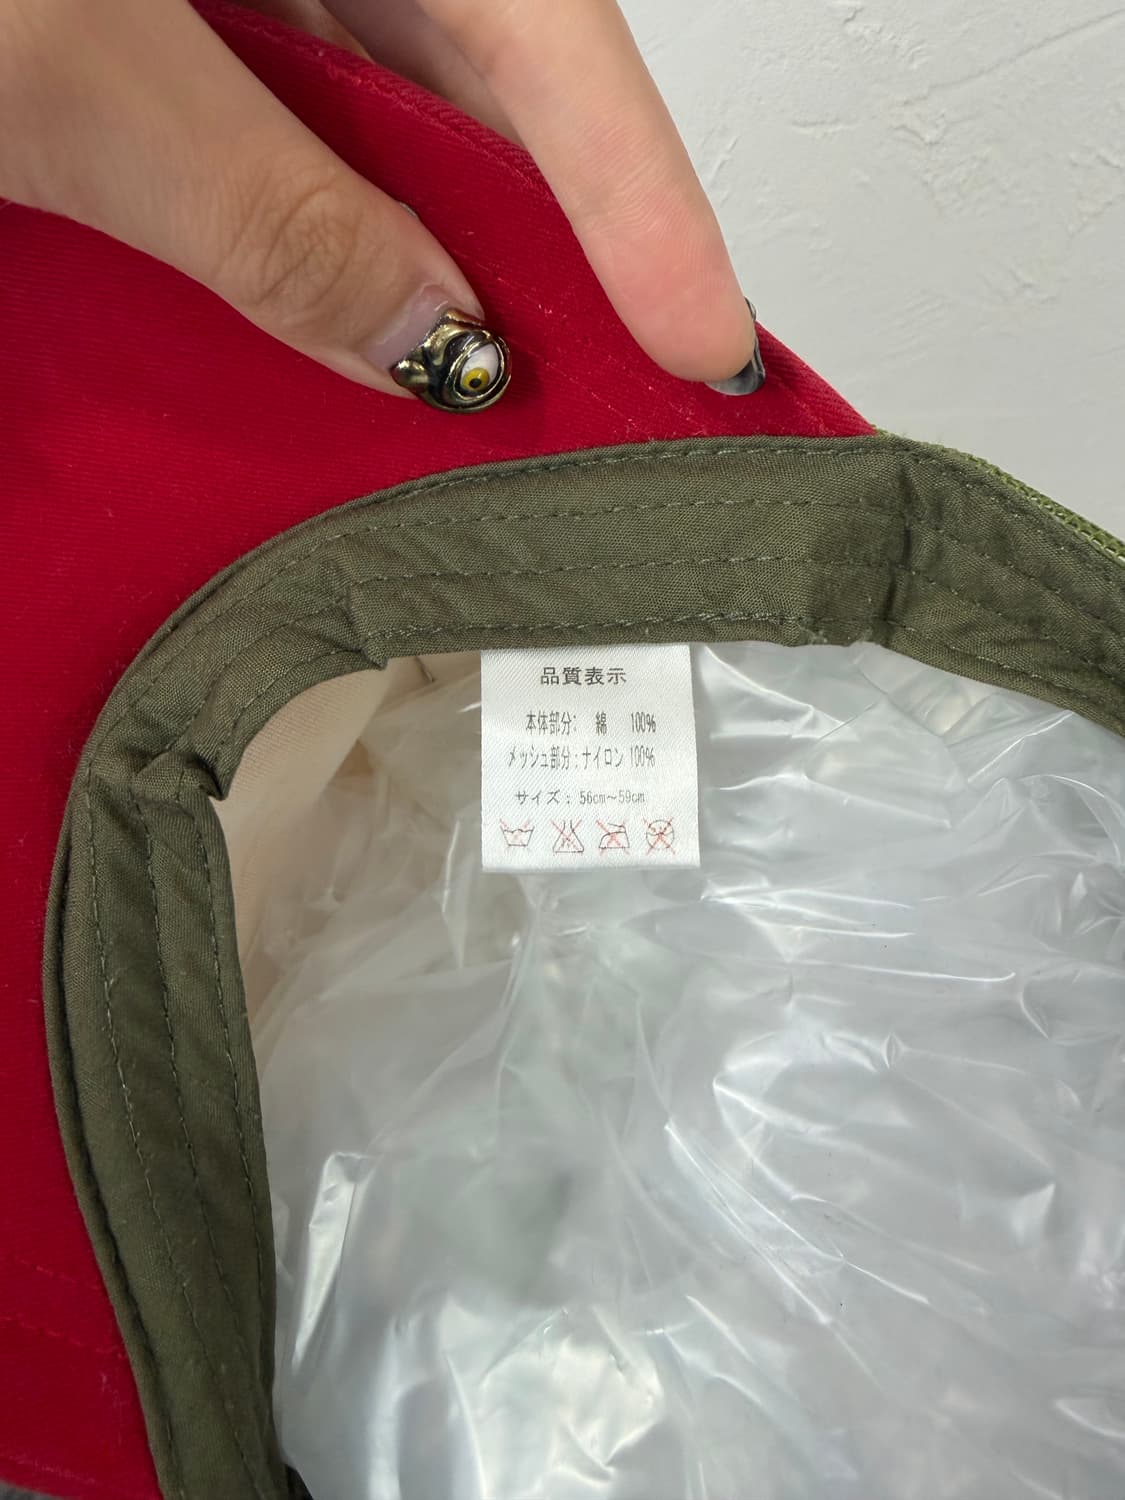 品質表示
本体部分: 綿 100%
メッシュ部分:ナイロン 100%
サイズ: 56cm~59cm